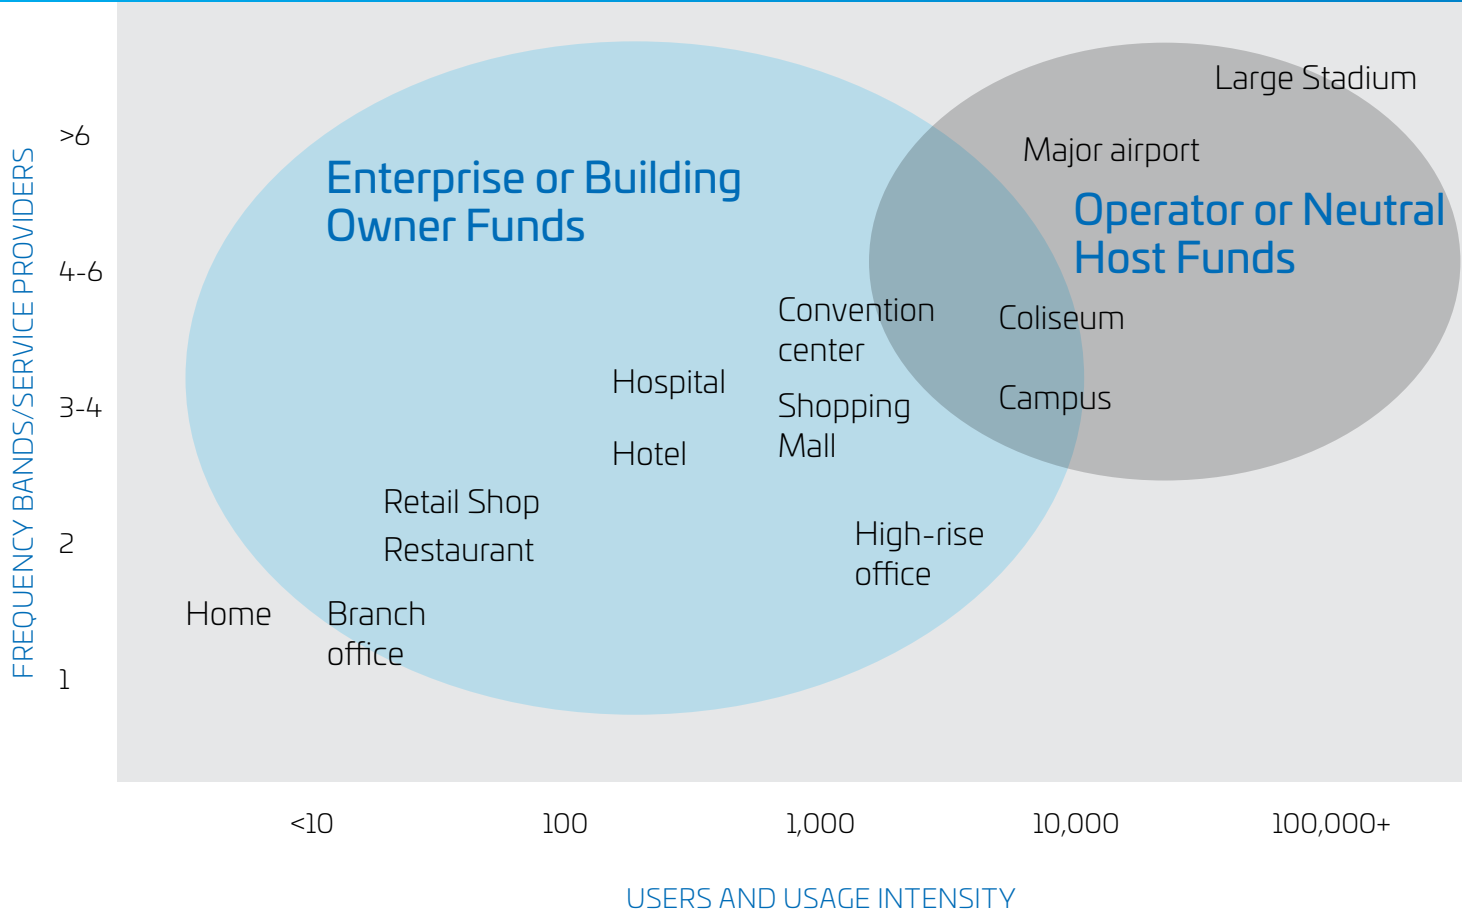 Large Stadium
>6
Major airport
Enterprise or Building
Owner Funds
Operator or Neutral
Host Funds
4-6
Convention
center
Coliseum
Hospital
3-4
Shopping
Mall
Campus
Hotel
Retail Shop
Restaurant
2
High-rise
office
Home
Branch
office
1
FREQUENCY BANDS/SERVICE PROVIDERS
<10
100
1,000
10,000
100,000+
USERS AND USAGE INTENSITY